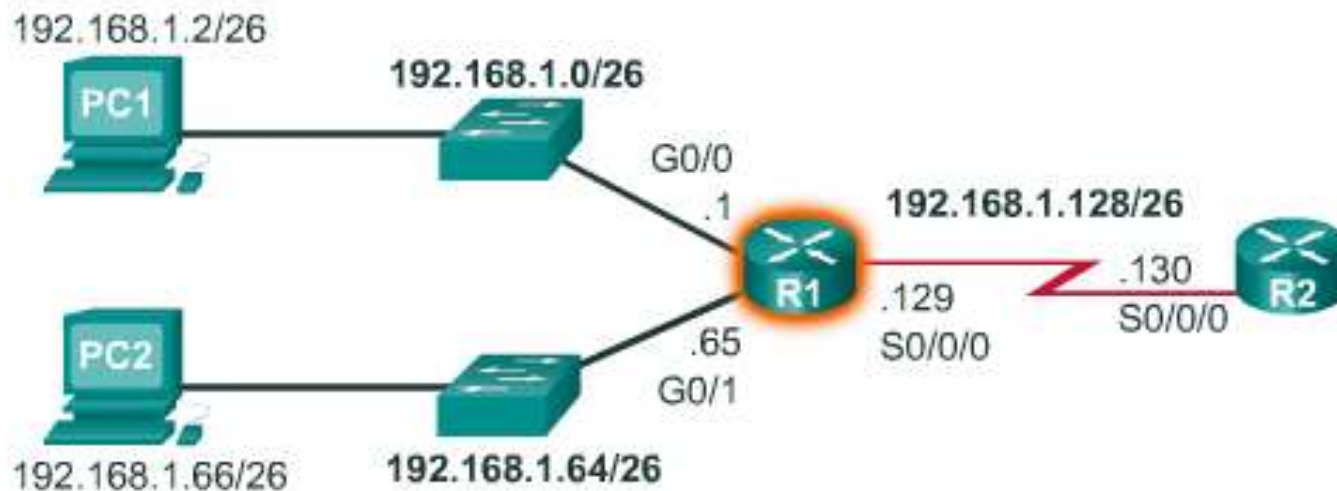 192.168.1.2/26
PC1
192.168.1.0/26
G0/0
.1
192.168.1.128/26
R1
.129
S0/0/0
.130
S0/0/0
R2
.65
G0/1
PC2
192.168.1.66/26
192.168.1.64/26